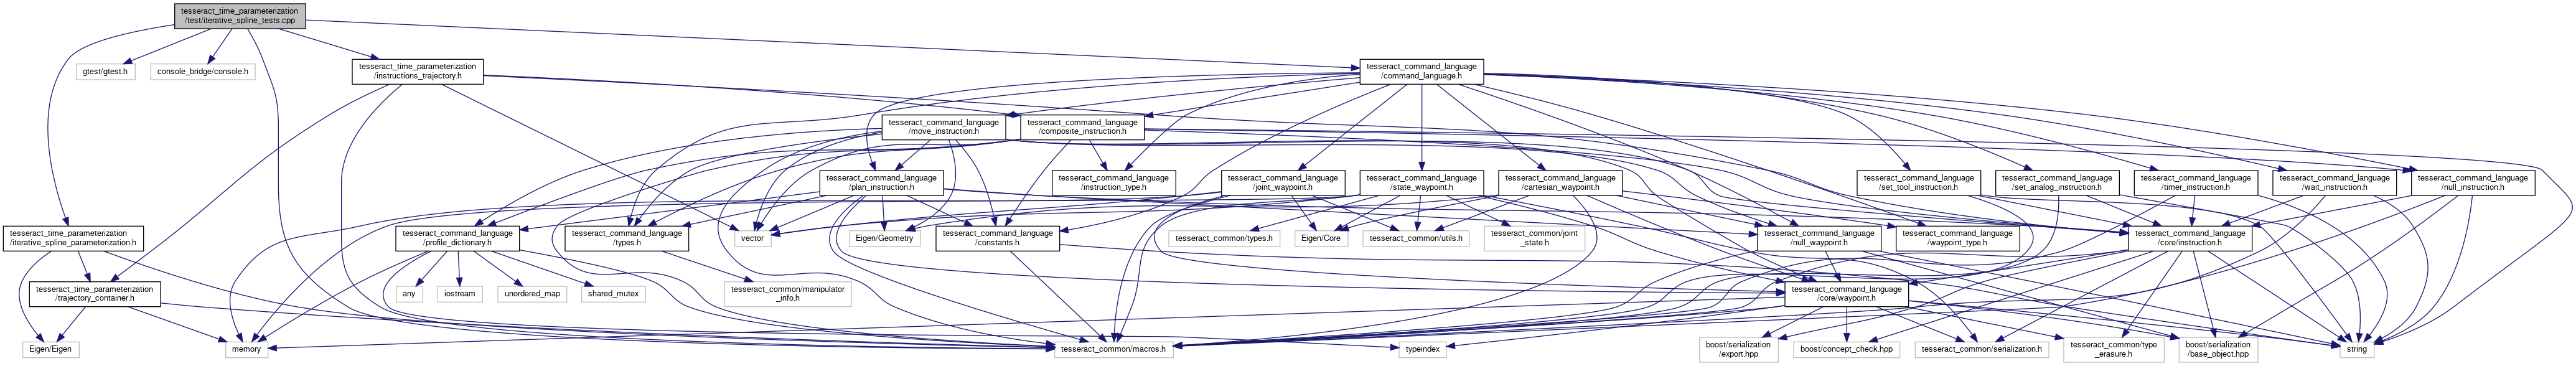 tesseract_time_parameterization
/test/iterative_spline_tests.cpp
gtest/gtest.h
console_bridge/console.h
tesseract_time_parameterization
/instructions_trajectory.h
tesseract_command_language
/command_language.h
tesseract_command_language
/move_instruction.h
tesseract_command_language
/composite_instruction.h
tesseract_command_language
/plan_instruction.h
tesseract_command_language
/instruction_type.h
tesseract_command_language
/joint_waypoint.h
tesseract_command_language
/state_waypoint.h
tesseract_command_language
/cartesian_waypoint.h
tesseract_command_language
/set_tool_instruction.h
tesseract_command_language
/set_analog_instruction.h
tesseract_command_language
/timer_instruction.h
tesseract_command_language
/wait_instruction.h
tesseract_command_language
/null_instruction.h
tesseract_time_parameterization
/iterative_spline_parameterization.h
tesseract_command_language
/profile_dictionary.h
tesseract_command_language
/types.h
vector
Eigen/Geometry
tesseract_command_language
/constants.h
tesseract_common/types.h
Eigen/Core
tesseract_common/utils.h
tesseract_common/joint
_state.h
tesseract_command_language
/null_waypoint.h
tesseract_command_language
/waypoint_type.h
tesseract_command_language
/core/instruction.h
tesseract_time_parameterization
/trajectory_container.h
any
iostream
unordered_map
shared_mutex
tesseract_common/manipulator
_info.h
tesseract_command_language
/core/waypoint.h
Eigen/Eigen
memory
tesseract_common/macros.h
typeindex
boost/serialization
/export.hpp
boost/concept_check.hpp
tesseract_common/serialization.h
tesseract_common/type
_erasure.h
boost/serialization
/base_object.hpp
string